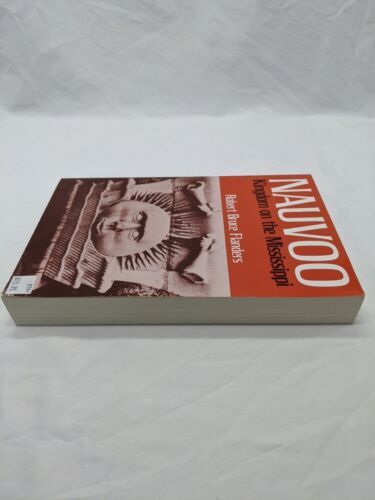 NAUVOO
Kingdom on the Mississippi
Robert Bruce Flanders